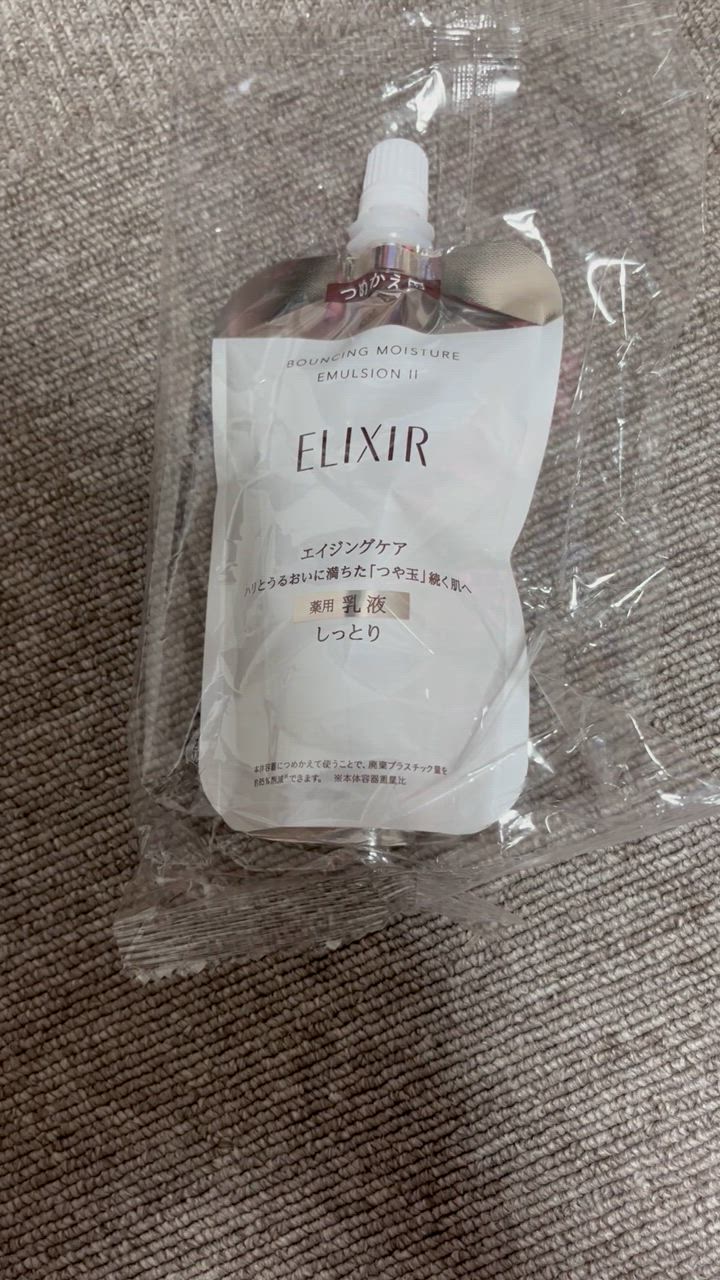 つめかえ用
BOUNCING MOISTURE
EMULSION II
ELIXIR
エイジングケア
ハリとうるおいに満ちた「つや玉」続く肌へ
薬用 乳液
しっとり
本体容器につめかえて使うことで、廃棄プラスチック量を
約85%削減※できます。 ※本体容器重量比